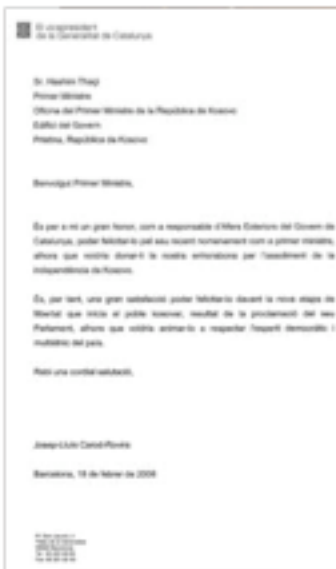 El vicepresident
de la Generalitat de Catalunya
Sr. Hashim Thaçi
Primer Ministre
Oficina del Primer Ministre de la República de Kosovo
Edifici del Govern
Pristina, República de Kosovo
Benvolgut Primer Ministre,
És per a mi un gran honor, com a responsable d'Afers Exteriors del Govern de
Catalunya, poder felicitar-lo pel seu recent nomenament com a primer ministre,
alhora que voldria donar-li la nostra enhorabona per l'assoliment de la
independència de Kosovo.
És, per tant, una gran satisfacció poder felicitar-lo davant la nova etapa de
llibertat que inicia el poble kosovar, resultat de la proclamació del seu
Parlament, alhora que voldria animar-lo a respectar l'esperit democràtic i
multiètnic del país.
Rebi una cordial salutació,
Josep-Lluís Carod-Rovira
Barcelona, 18 de febrer de 2008